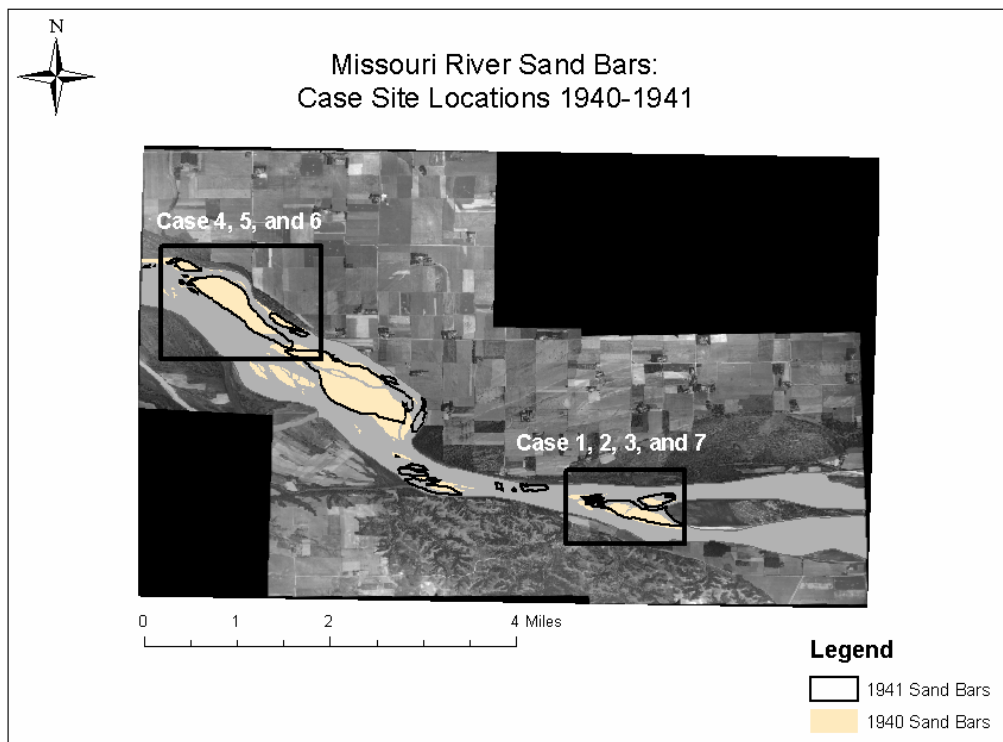 N
Missouri River Sand Bars:
Case Site Locations 1940-1941
Case 4, 5, and 6
Case 1, 2, 3, and 7
0 1 2 4 Miles
Legend
1941 Sand Bars
1940 Sand Bars